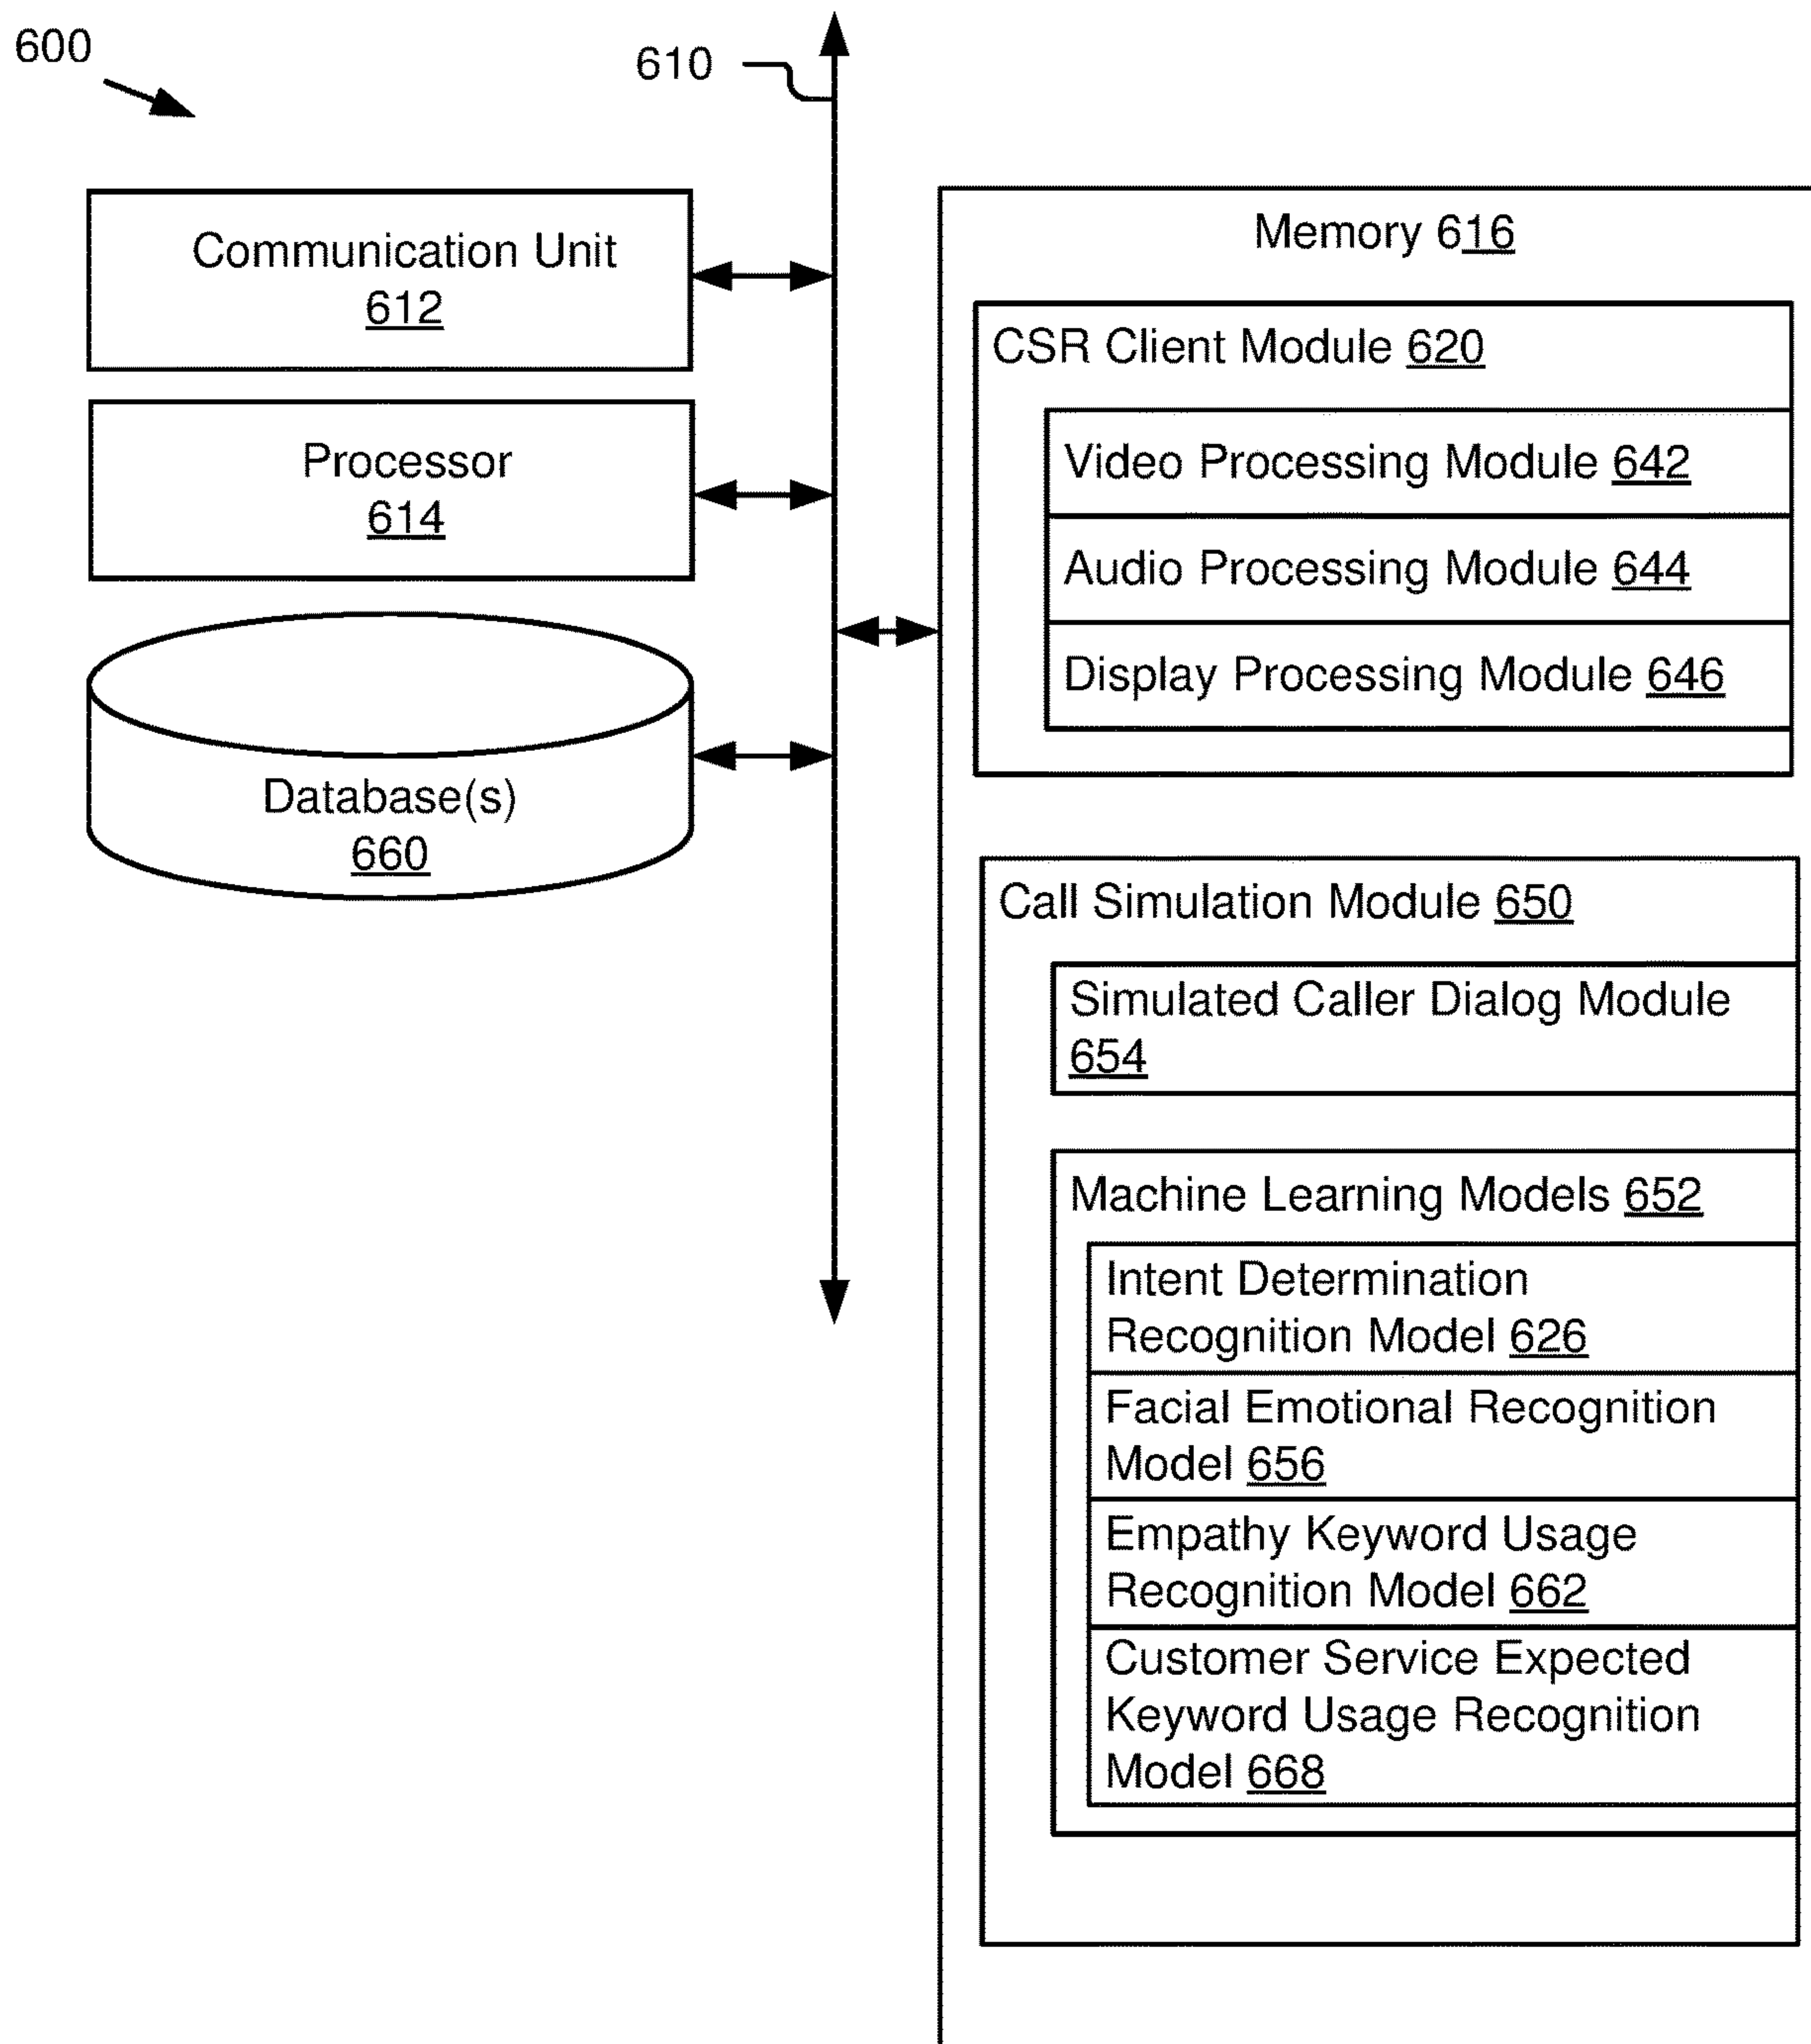 600
610
Communication Unit
612
Processor
614
Database(s)
660
Memory 616
CSR Client Module 620
Video Processing Module 642
Audio Processing Module 644
Display Processing Module 646
Call Simulation Module 650
Simulated Caller Dialog Module
654
Machine Learning Models 652
Intent Determination
Recognition Model 626
Facial Emotional Recognition
Model 656
Empathy Keyword Usage
Recognition Model 662
Customer Service Expected
Keyword Usage Recognition
Model 668